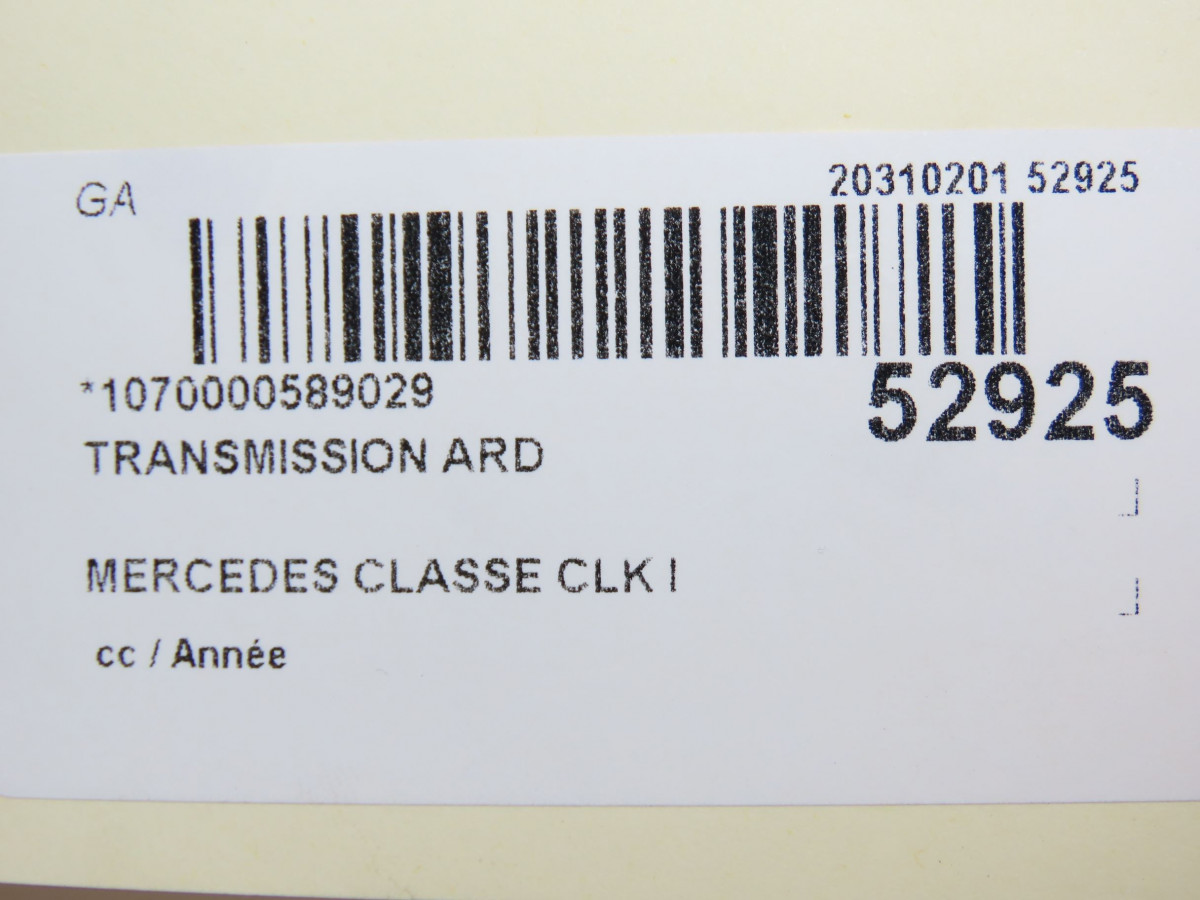 GA
20310201 52925
*1070000589029
52925
TRANSMISSION ARD
MERCEDES CLASSE CLK I
cc / Année